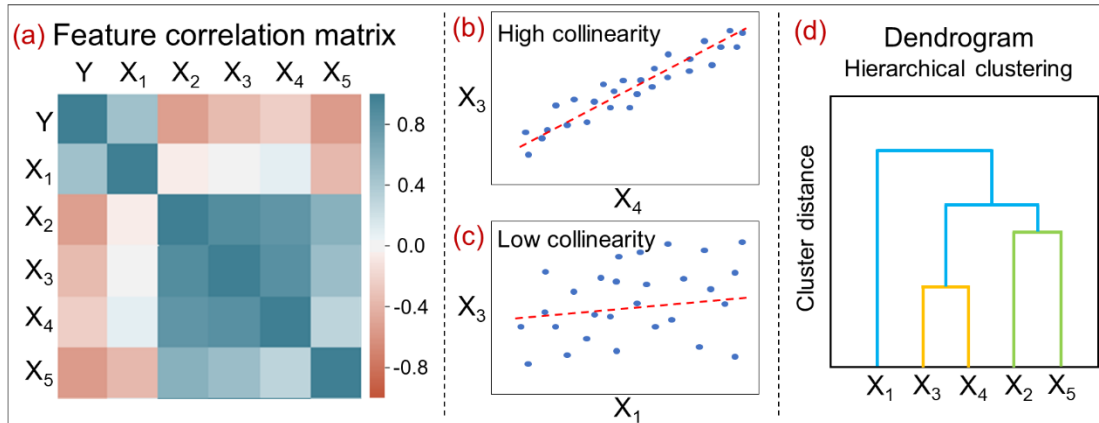 (a) Feature correlation matrix
Y X₁ X₂ X₃ X₄ X₅
Y
X₁
X₂
X₃
X₄
X₅
0.8
0.4
0.0
-0.4
-0.8
(b)
High collinearity
X₃
X₄
(c)
Low collinearity
X₃
X₁
(d)
Dendrogram
Hierarchical clustering
Cluster distance
X₁ X₃ X₄ X₂ X₅